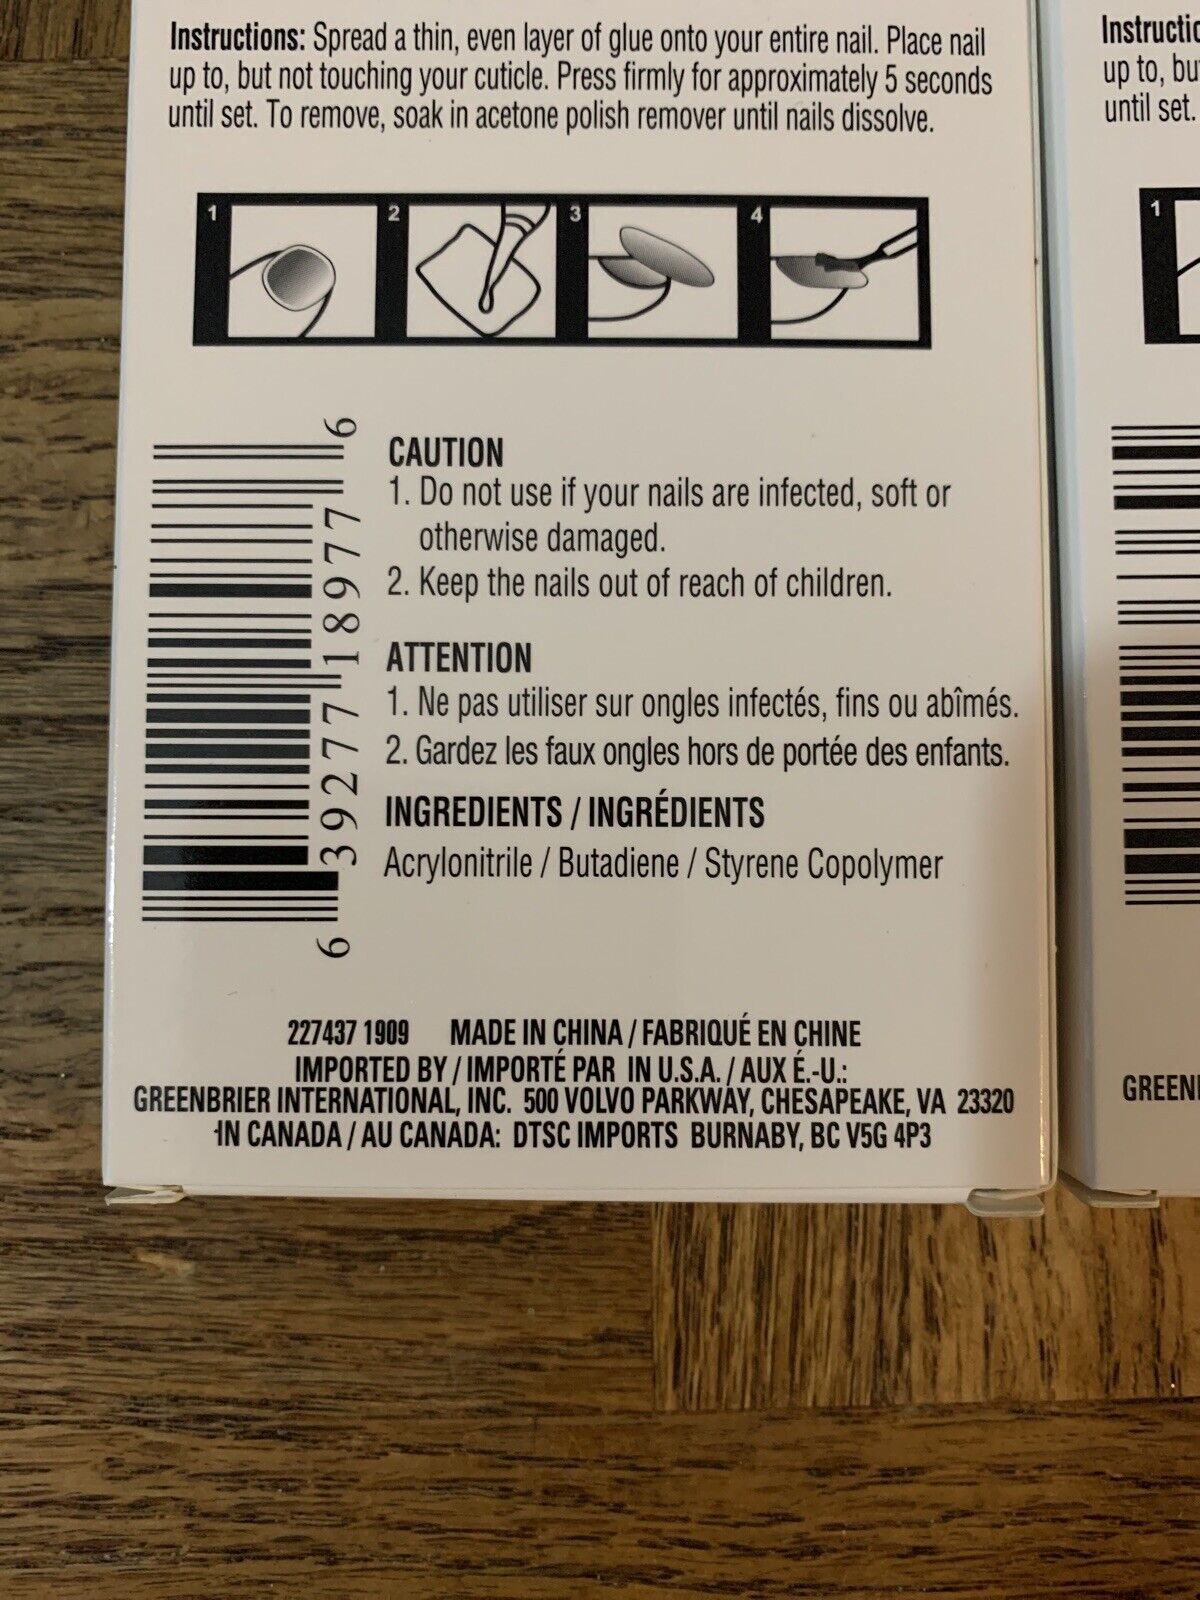 Instructions: Spread a thin, even layer of glue onto your entire nail. Place nail
up to, but not touching your cuticle. Press firmly for approximately 5 seconds
until set. To remove, soak in acetone polish remover until nails dissolve.
1 2 3 4
CAUTION
1. Do not use if your nails are infected, soft or
otherwise damaged.
2. Keep the nails out of reach of children.
ATTENTION
1. Ne pas utiliser sur ongles infectés, fins ou abîmés.
2. Gardez les faux ongles hors de portée des enfants.
INGREDIENTS / INGRÉDIENTS
Acrylonitrile / Butadiene / Styrene Copolymer
6 39277 18977 6
227437 1909 MADE IN CHINA / FABRIQUÉ EN CHINE
IMPORTED BY / IMPORTÉ PAR IN U.S.A. / AUX É.-U.:
GREENBRIER INTERNATIONAL, INC. 500 VOLVO PARKWAY, CHESAPEAKE, VA 23320
IN CANADA / AU CANADA: DTSC IMPORTS BURNABY, BC V5G 4P3
up to,
until set.
1